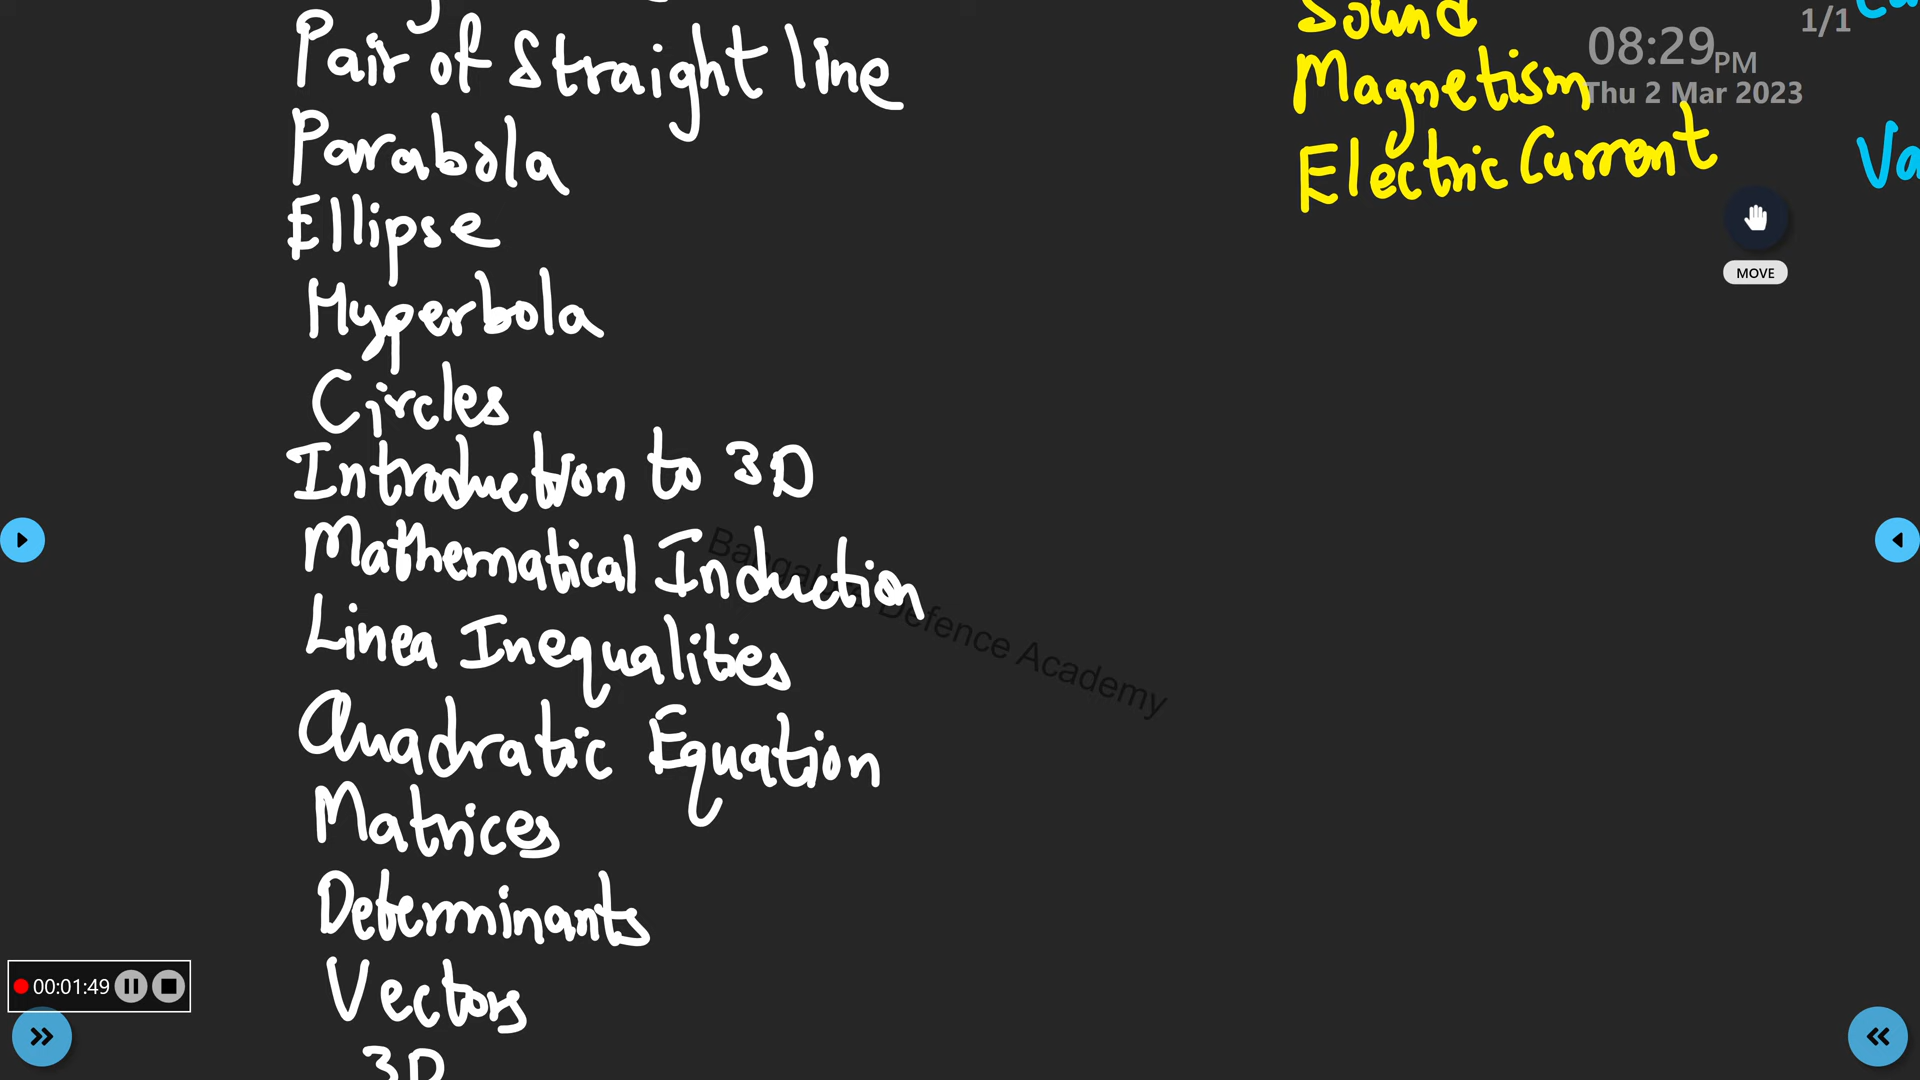 Pair of Straight line
Parabola
Ellipse
Hyperbola
Circles
Introduction to 3D
Mathematical Induction
Linea Inequalities
Quadratic Equation
Matrices
Determinants
Vectors
3D
Sound
Magnetism
Electric Current
1/1
08:29PM
Thu 2 Mar 2023
MOVE
Defence Academy
00:01:49